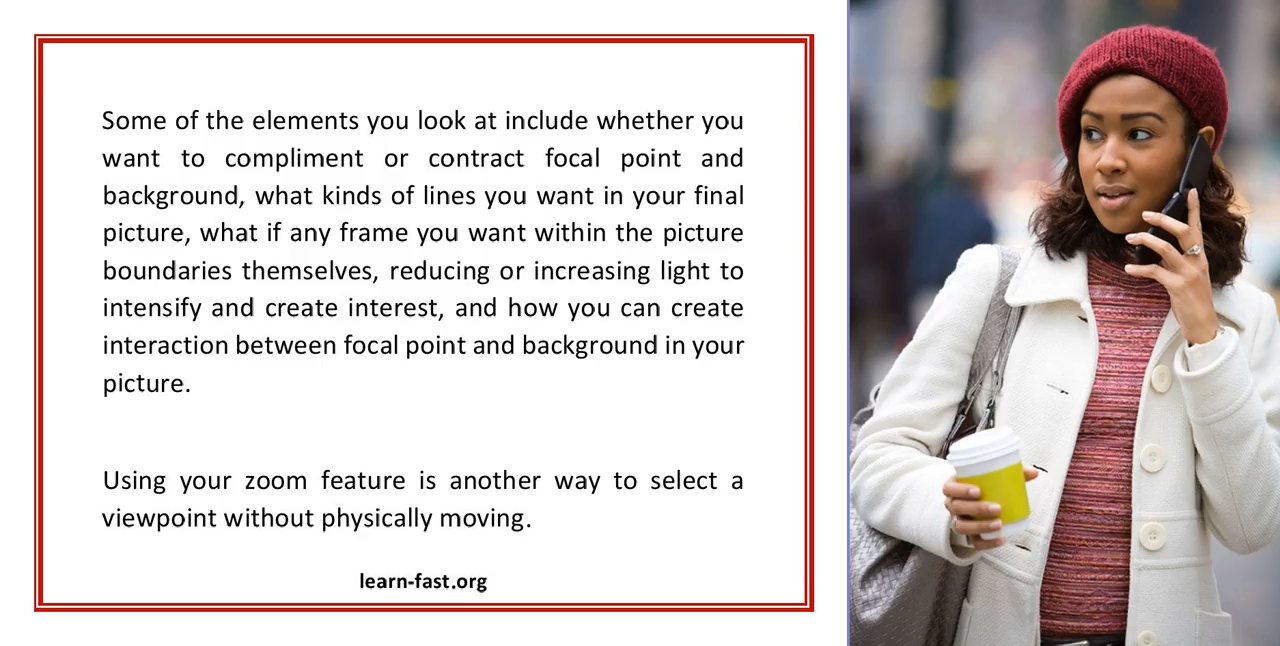 Some of the elements you look at include whether you
want to compliment or contract focal point and
background, what kinds of lines you want in your final
picture, what if any frame you want within the picture
boundaries themselves, reducing or increasing light to
intensify and create interest, and how you can create
interaction between focal point and background in your
picture.
Using your zoom feature is another way to select a
viewpoint without physically moving.
learn-fast.org